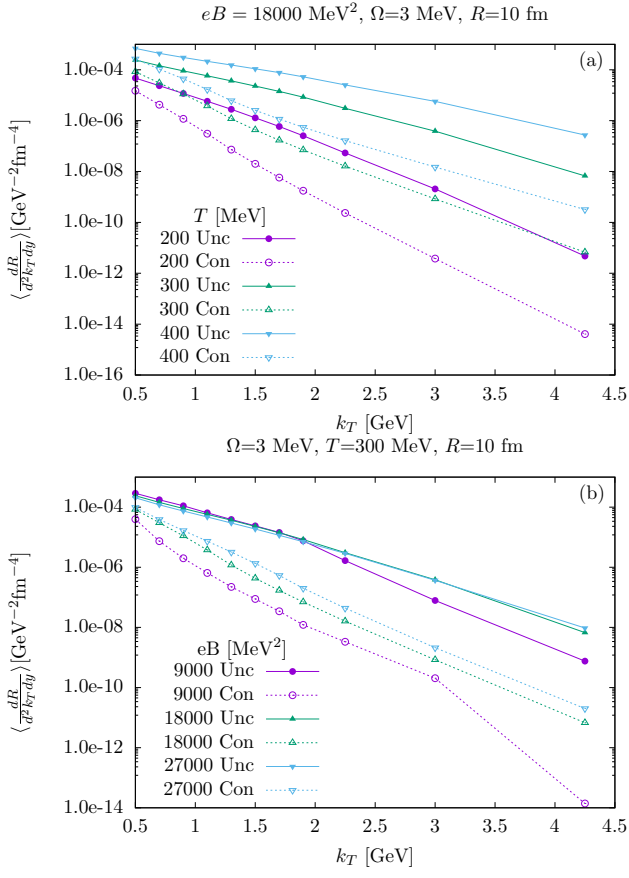 eB = 18000 MeV², Ω=3 MeV, R=10 fm
(a)
1.0e-04
1.0e-06
1.0e-08
1.0e-10
1.0e-12
1.0e-14
1.0e-16
⟨dR/d²k_T dy⟩[GeV⁻²fm⁻⁴]
T [MeV]
200 Unc
200 Con
300 Unc
300 Con
400 Unc
400 Con
0.5 1 1.5 2 2.5 3 3.5 4 4.5
k_T [GeV]
Ω=3 MeV, T=300 MeV, R=10 fm
(b)
1.0e-04
1.0e-06
1.0e-08
1.0e-10
1.0e-12
1.0e-14
⟨dR/d²k_T dy⟩[GeV⁻²fm⁻⁴]
eB [MeV²]
9000 Unc
9000 Con
18000 Unc
18000 Con
27000 Unc
27000 Con
0.5 1 1.5 2 2.5 3 3.5 4 4.5
k_T [GeV]